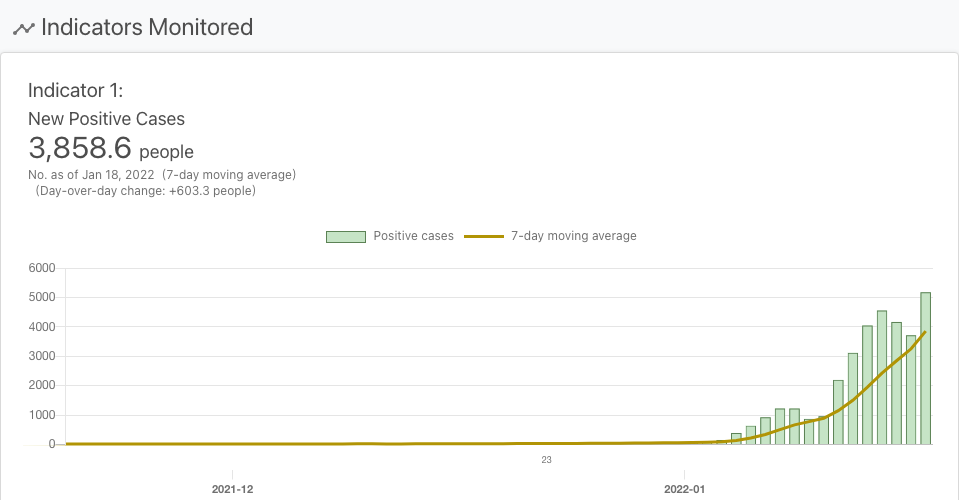 Indicators Monitored
Indicator 1:
New Positive Cases
3,858.6 people
No. as of Jan 18, 2022 (7-day moving average)
(Day-over-day change: +603.3 people)
Positive cases 7-day moving average
6000
5000
4000
3000
2000
1000
0
23
2021-12 2022-01